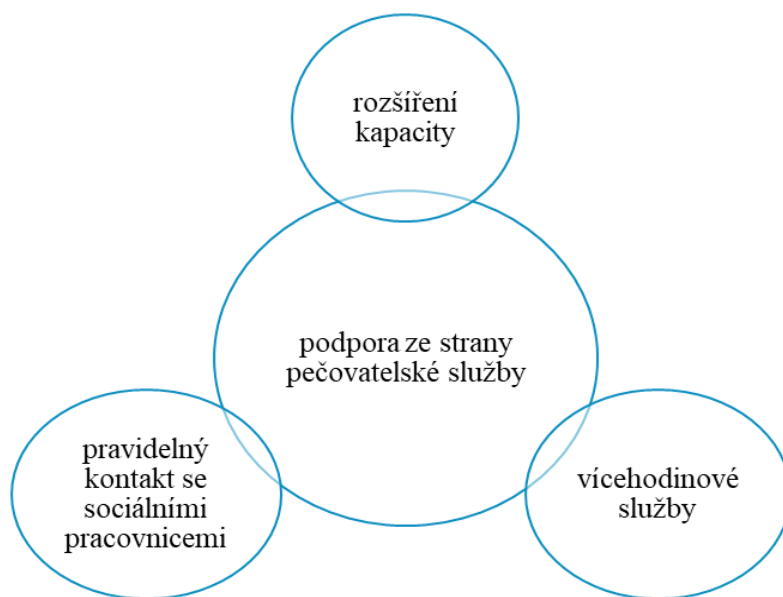 rozšíření
kapacity
podpora ze strany
pečovatelské služby
pravidelný
kontakt se
sociálními
pracovnicemi
vícehodinové
služby